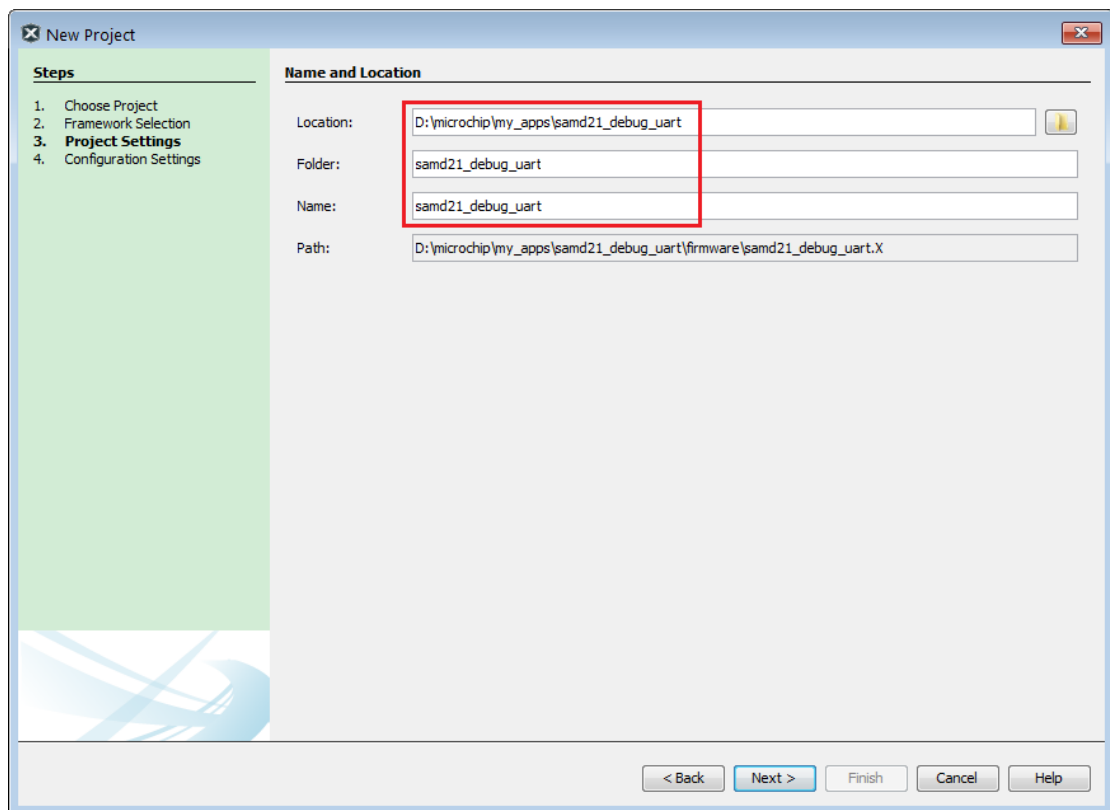 New Project
Steps
1. Choose Project
2. Framework Selection
3. Project Settings
4. Configuration Settings
Name and Location
Location: D:\microchip\my_apps\samd21_debug_uart
Folder: samd21_debug_uart
Name: samd21_debug_uart
Path: D:\microchip\my_apps\samd21_debug_uart\firmware\samd21_debug_uart.X
< Back Next > Finish Cancel Help